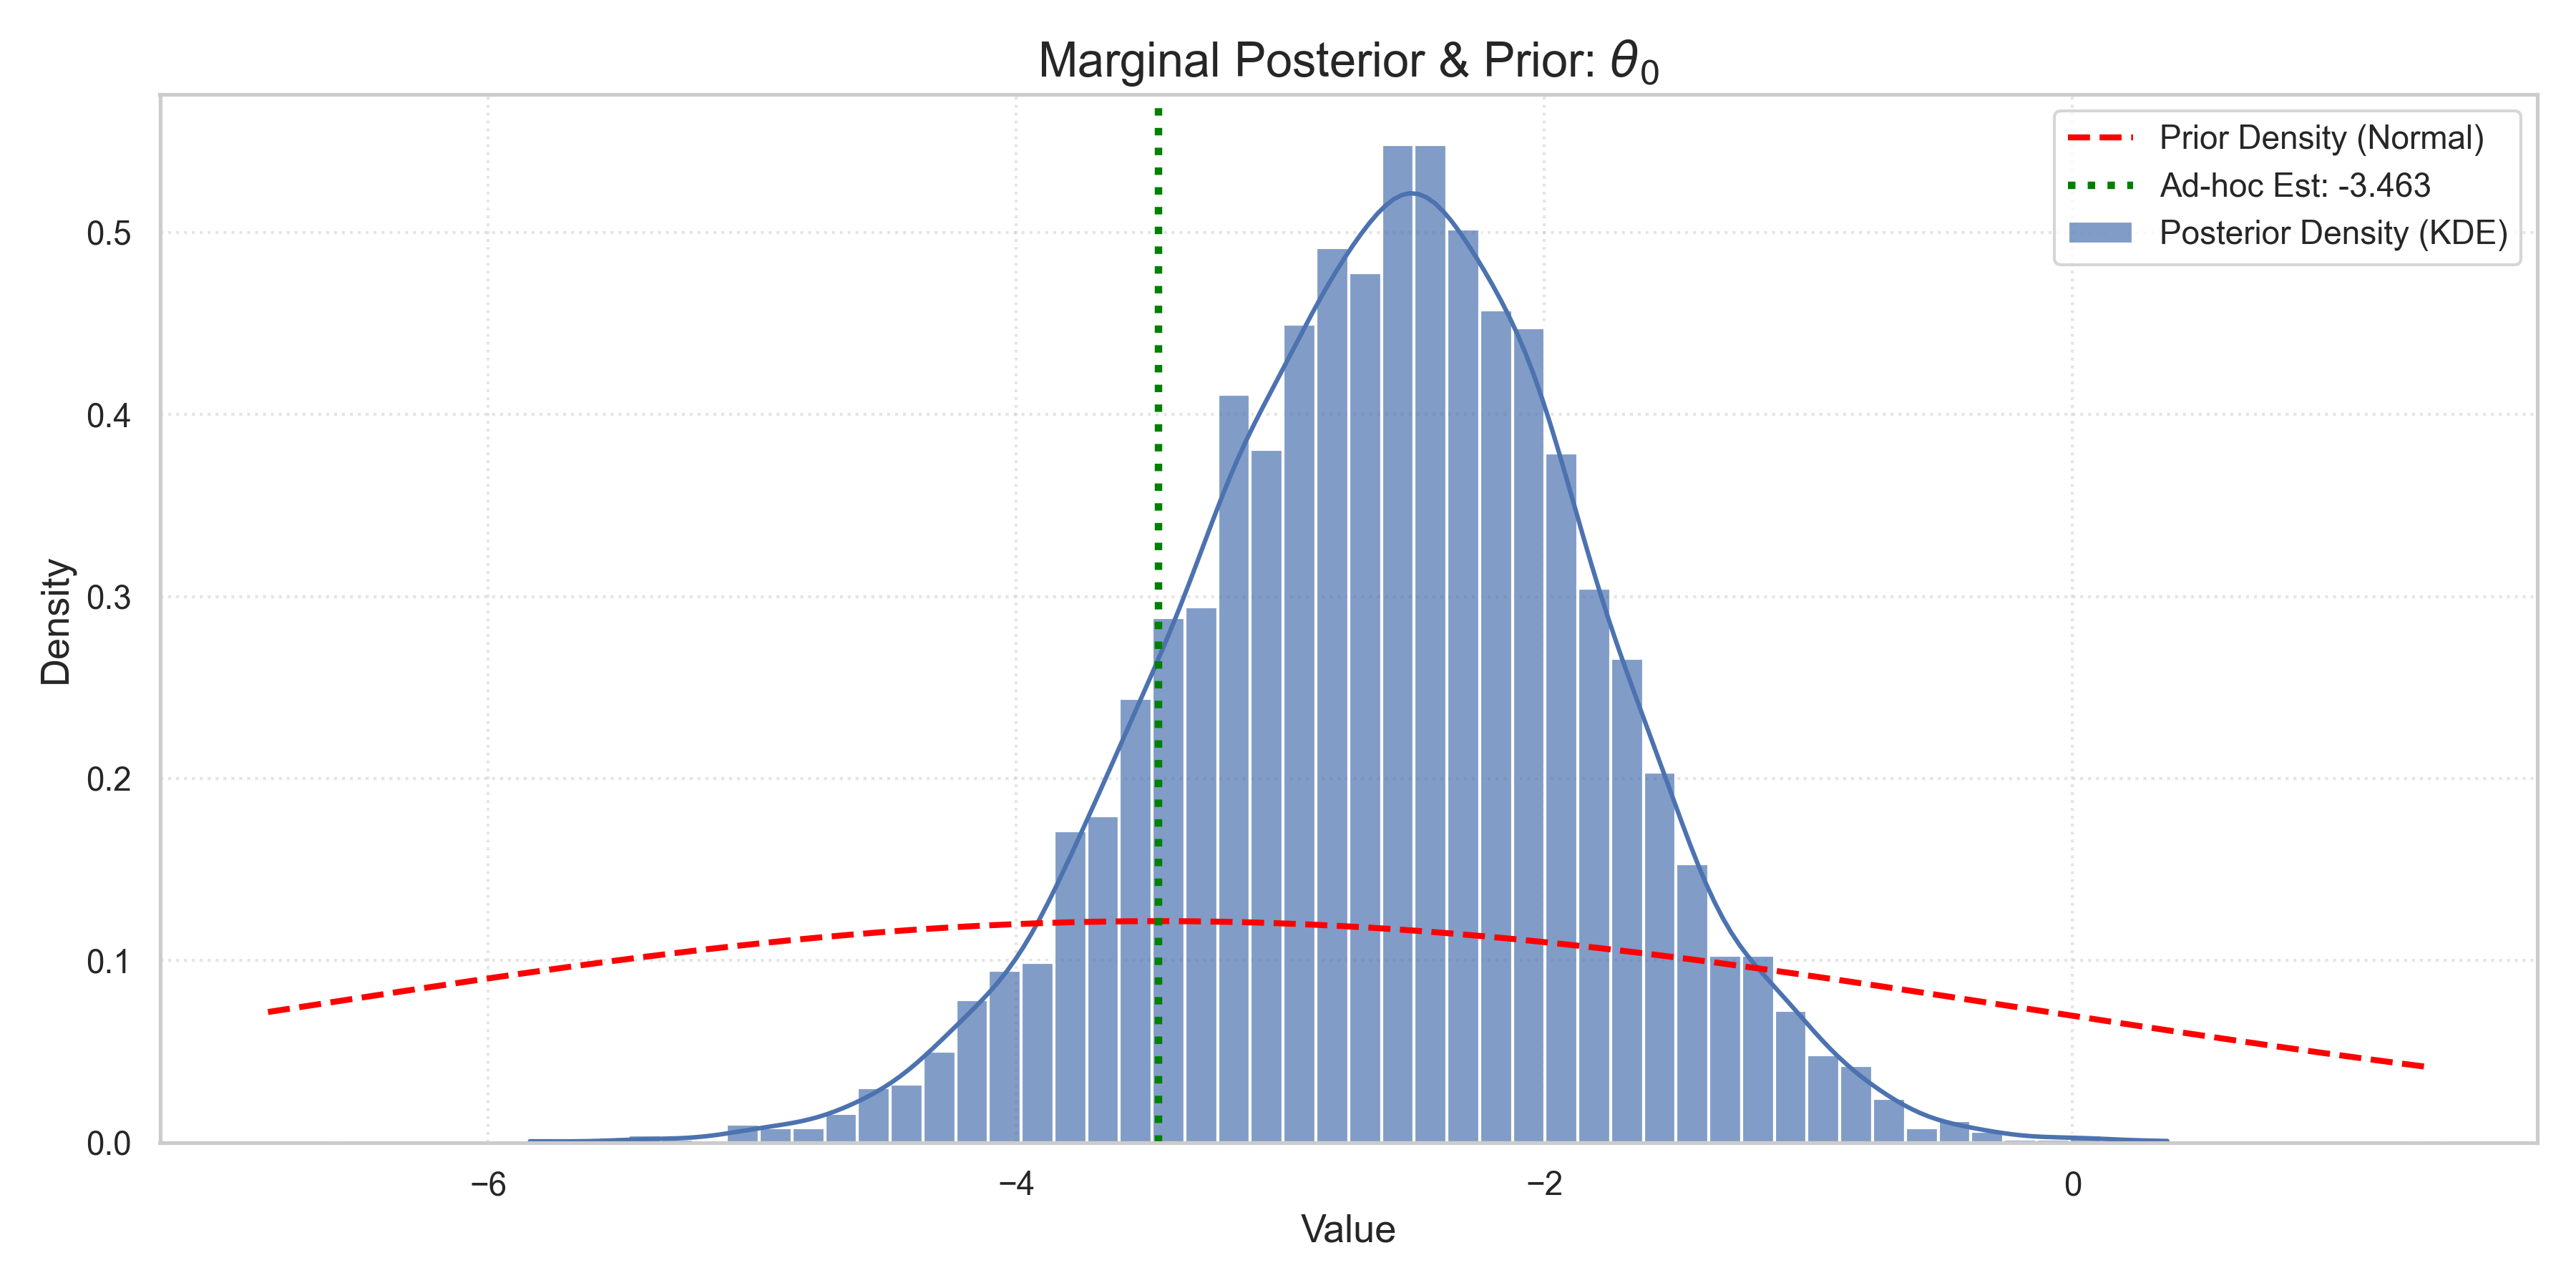 Marginal Posterior & Prior: θ₀
Prior Density (Normal)
Ad-hoc Est: -3.463
Posterior Density (KDE)
Density
0.5
0.4
0.3
0.2
0.1
0.0
−6 −4 −2 0
Value